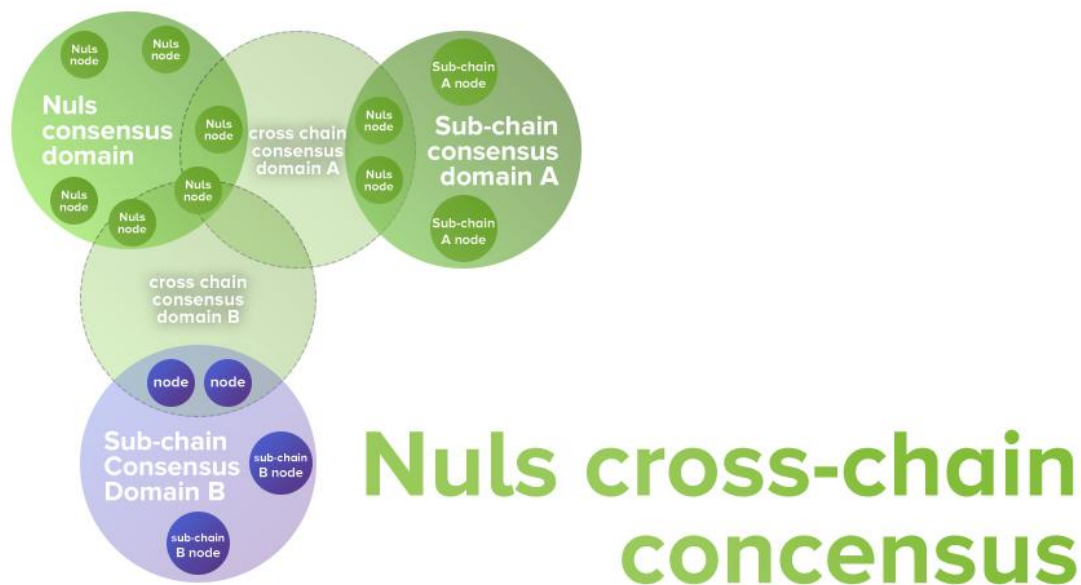 Nuls
node
Nuls
node
Nuls
consensus
domain
Nuls
node
Nuls
node
Nuls
node
Nuls
node
cross chain
consensus
domain A
Nuls
node
Nuls
node
Sub-chain
A node
Sub-chain
consensus
domain A
Sub-chain
A node
cross chain
consensus
domain B
node
node
Sub-chain
Consensus
Domain B
sub-chain
B node
sub-chain
B node
Nuls cross-chain
concensus